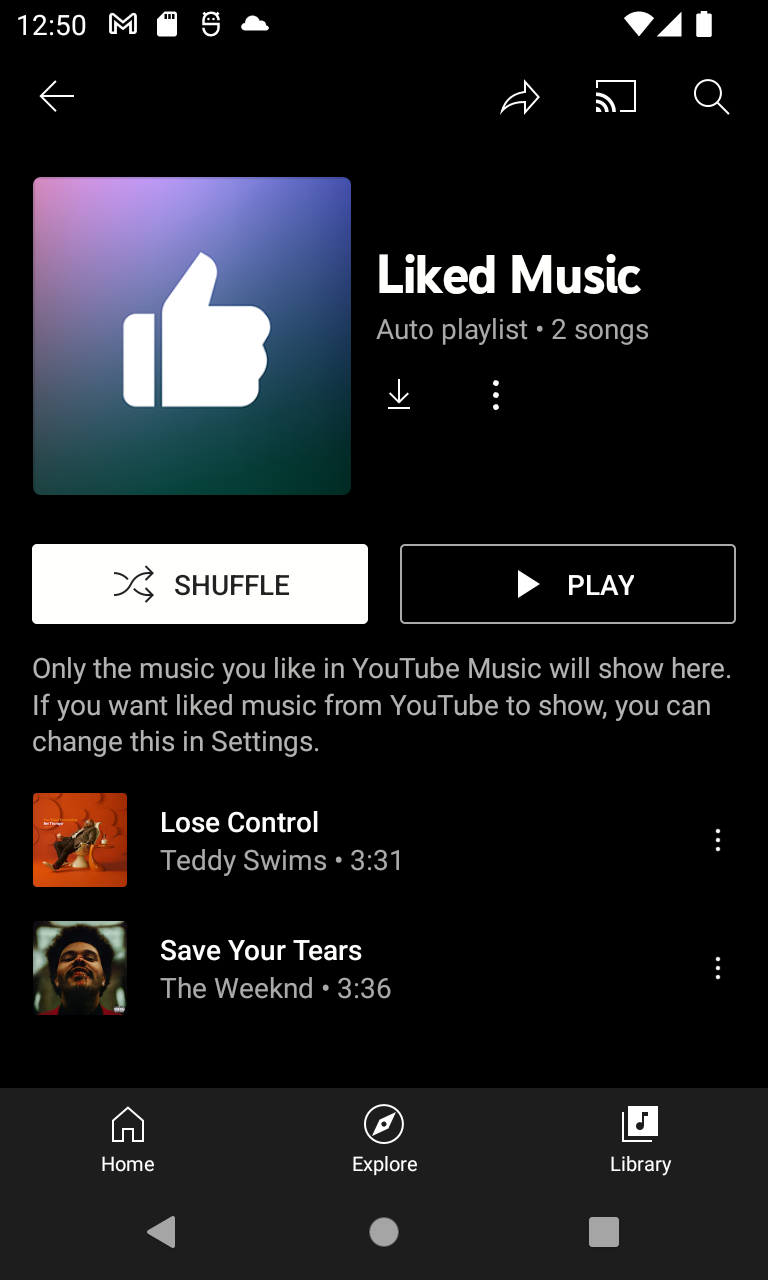 12:50
Liked Music
Auto playlist • 2 songs
SHUFFLE
PLAY
Only the music you like in YouTube Music will show here.
If you want liked music from YouTube to show, you can
change this in Settings.
Lose Control
Teddy Swims • 3:31
Save Your Tears
The Weeknd • 3:36
Home
Explore
Library